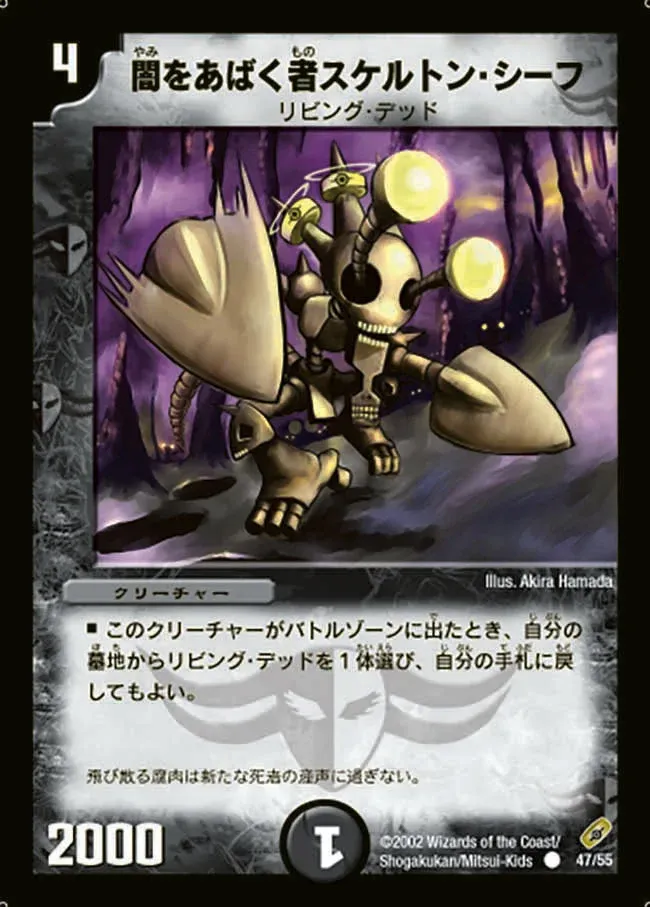 4
闇をあばく者スケルトン・シーフ
リビング・デッド
Illus. Akira Hamada
クリーチャー
■ このクリーチャーがバトルゾーンに出たとき、自分の
墓地からリビング・デッドを1体選び、自分の手札に戻
してもよい。
飛び散る腐肉は新たな死者の産声に過ぎない。
2000
1
©2002 Wizards of the Coast/
Shogakukan/Mitsui-Kids
47/55